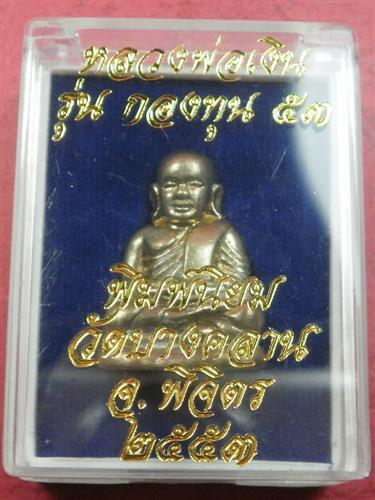 หลวงพ่อเงิน
รุ่น กองทุน ๕๓
พิมพ์นิยม
วัดบางคลาน
จ. พิจิตร
๒๕๕๓